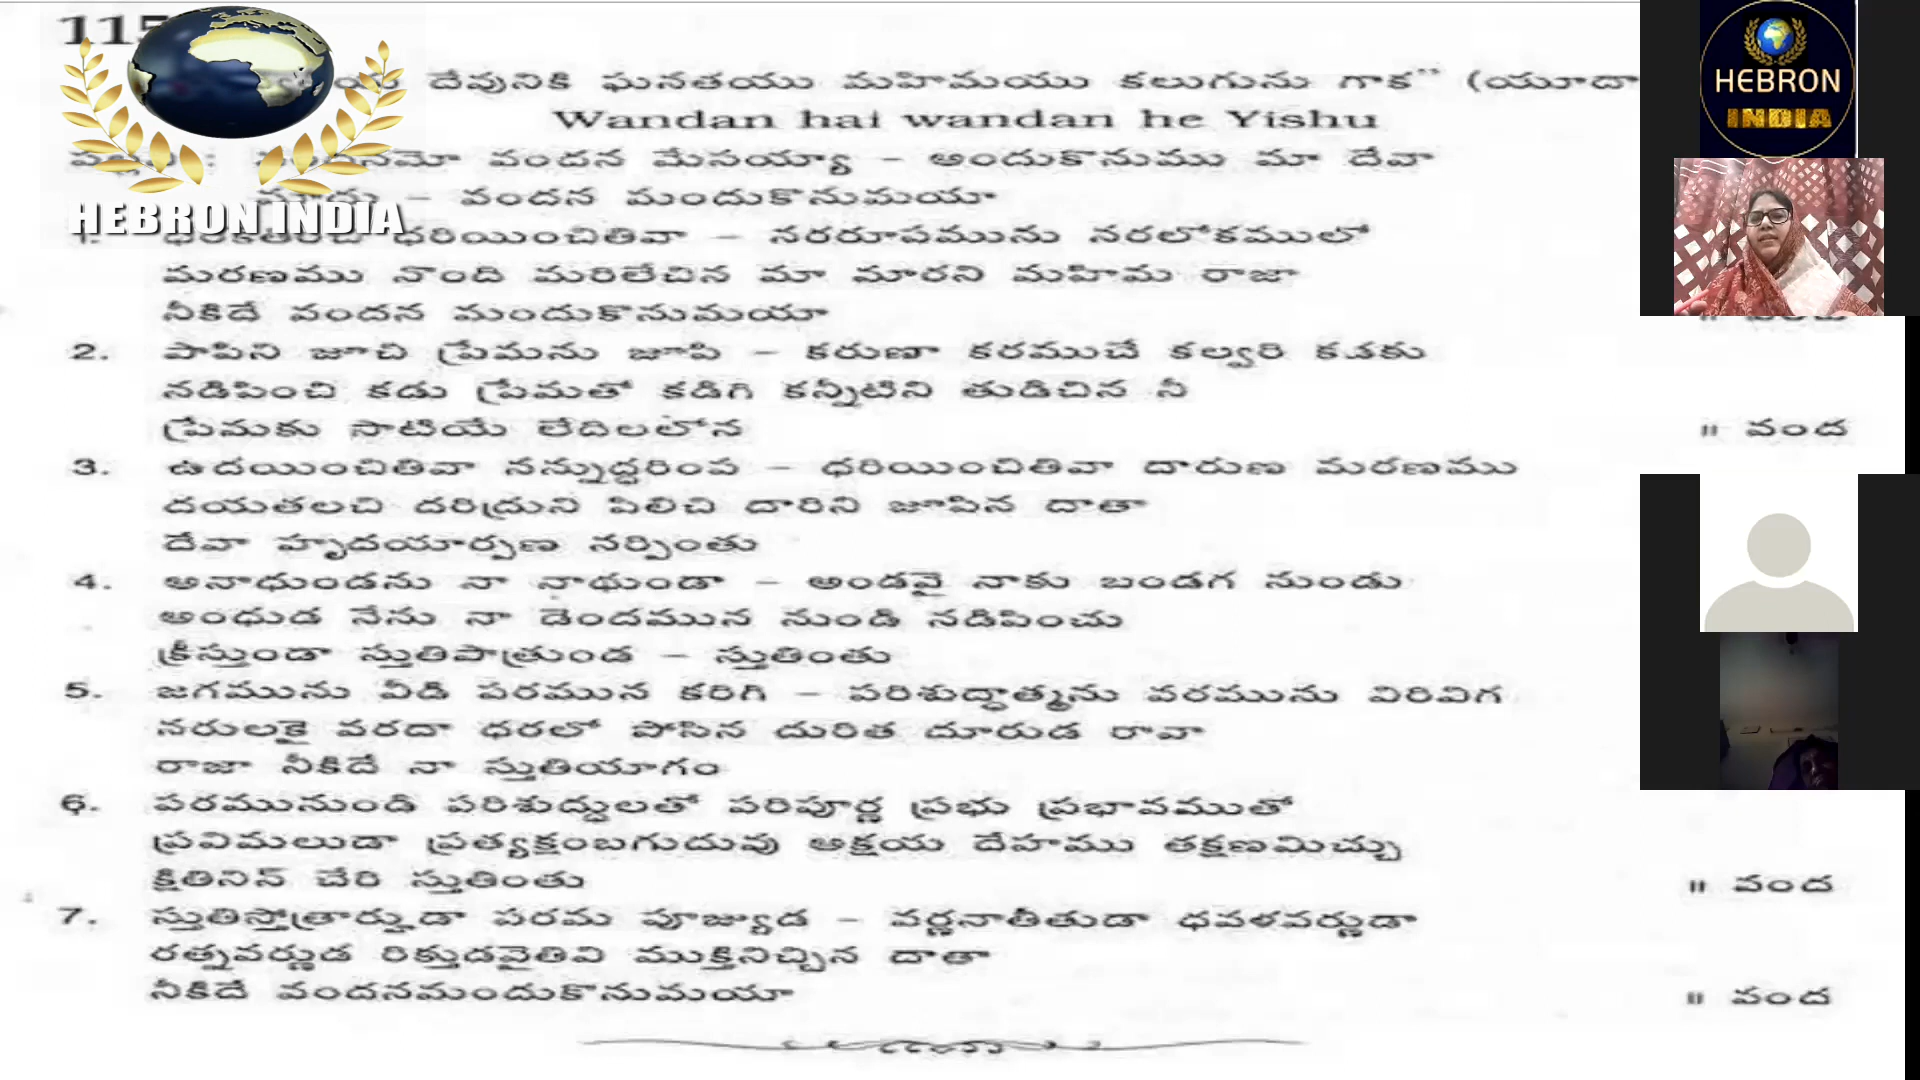 115
దేవునికి ఘనతయు మహిమయు కలుగును గాక" (యూదా
Wandan hai wandan he Yishu
వందన మేసయ్యా – అందుకొనుము మా దేవా
– వందన మందుకొనుమయా
HEBRON INDIA
1. ధరియించితివా – నరరూపమును నరలోకములో
మరణము నొంది మరిలేచిన మా మారని మహిమ రాజా
నీకిదే వందన మందుకొనుమయా
2. పాపిని జూచి ప్రేమను జూపి – కరుణా కరముచే కల్వరి కడకు
నడిపించి కడు ప్రేమతో కడిగి కన్నీటిని తుడిచిన నీ
ప్రేమకు సాటియే లేదిలలోన ॥ వంద
3. ఉదయించితివా నన్నుద్ధరింప – ధరియించితివా దారుణ మరణము
దయతలచి దరిద్రుని పిలిచి దారిని జూపిన దాతా
దేవా హృదయార్పణ నర్పింతు
4. అనాధుండను నా నాథుండా – అండవై నాకు బండగ నుండు
అంధుడ నేను నా డెందమున నుండి నడిపించు
క్రీస్తుండా స్తుతిపాత్రుండ – స్తుతింతు
5. జగమును వీడి పరమున కరిగి – పరిశుద్ధాత్మను వరమును విరివిగ
నరులకై వరదా ధరలో పోసిన దురిత దూరుడ రావా
రాజా నీకిదే నా స్తుతియాగం
6. పరమునుండి పరిశుద్ధులతో పరిపూర్ణ ప్రభు ప్రభావముతో
ప్రవిమలుడా ప్రత్యక్షంబగుదువు అక్షయ దేహము తక్షణమిచ్చు
క్షితినిన్ చేరి స్తుతింతు ॥ వంద
7. స్తుతిస్తోత్రార్హుడా పరమ పూజ్యుడ – వర్ణనాతీతుడా ధవళవర్ణుడా
రత్నవర్ణుడ రిక్తుడవైతివి ముక్తినిచ్చిన దాతా
నీకిదే వందనమందుకొనుమయా ॥ వంద
HEBRON
INDIA